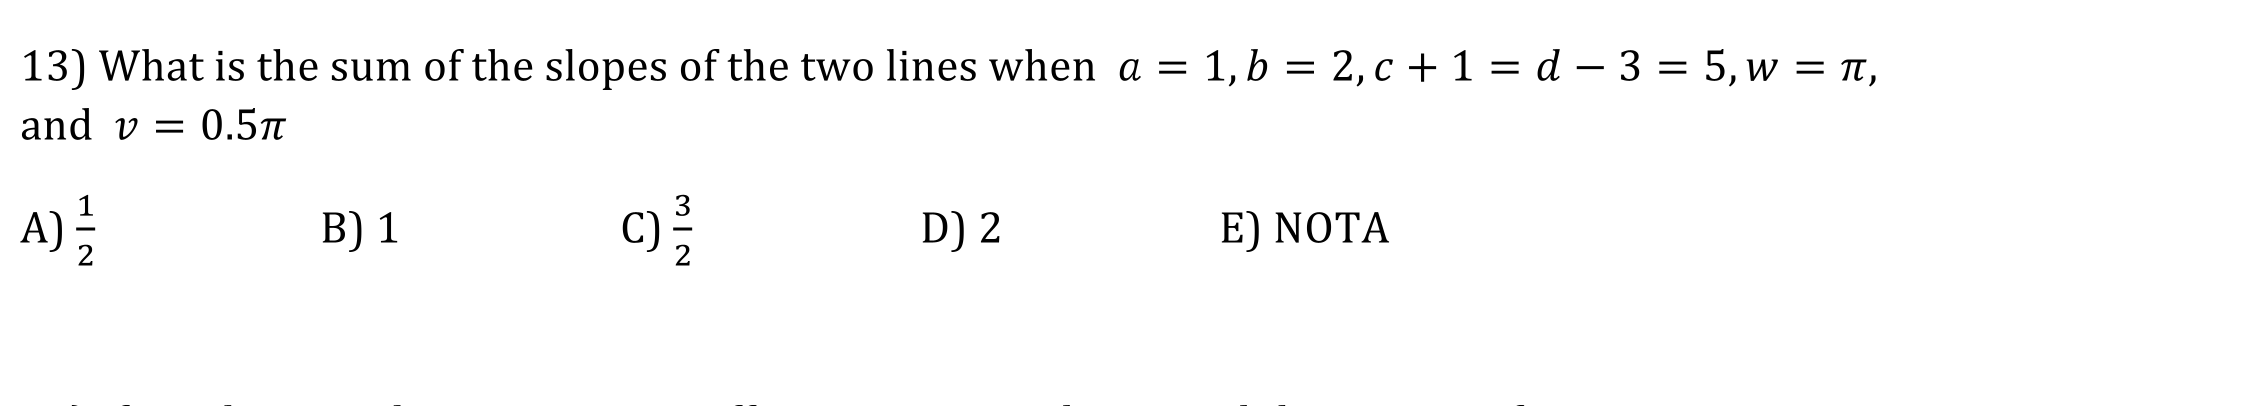 13) What is the sum of the slopes of the two lines when a = 1, b = 2, c + 1 = d − 3 = 5, w = π,
and v = 0.5π
A) 1/2 B) 1 C) 3/2 D) 2 E) NOTA